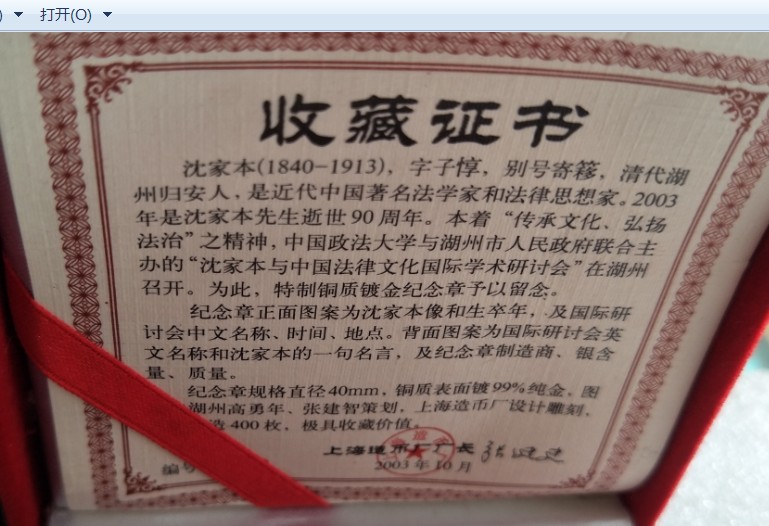 打开(O)
收藏证书
沈家本(1840-1913)，字子惇，别号寄簃，清代湖
州归安人，是近代中国著名法学家和法律思想家。2003
年是沈家本先生逝世90周年。本着“传承文化、弘扬
法治”之精神，中国政法大学与湖州市人民政府联合主
办的“沈家本与中国法律文化国际学术研讨会”在湖州
召开。为此，特制铜质镀金纪念章予以留念。
纪念章正面图案为沈家本像和生卒年，及国际研
讨会中文名称、时间、地点。背面图案为国际研讨会英
文名称和沈家本的一句名言，及纪念章制造商、银含
量、质量。
纪念章规格直径40mm，铜质表面镀99%纯金。图
湖州高勇年、张建智策划，上海造币厂设计雕刻，
造400枚，极具收藏价值。
上海造币厂厂长
编号 2003年10月